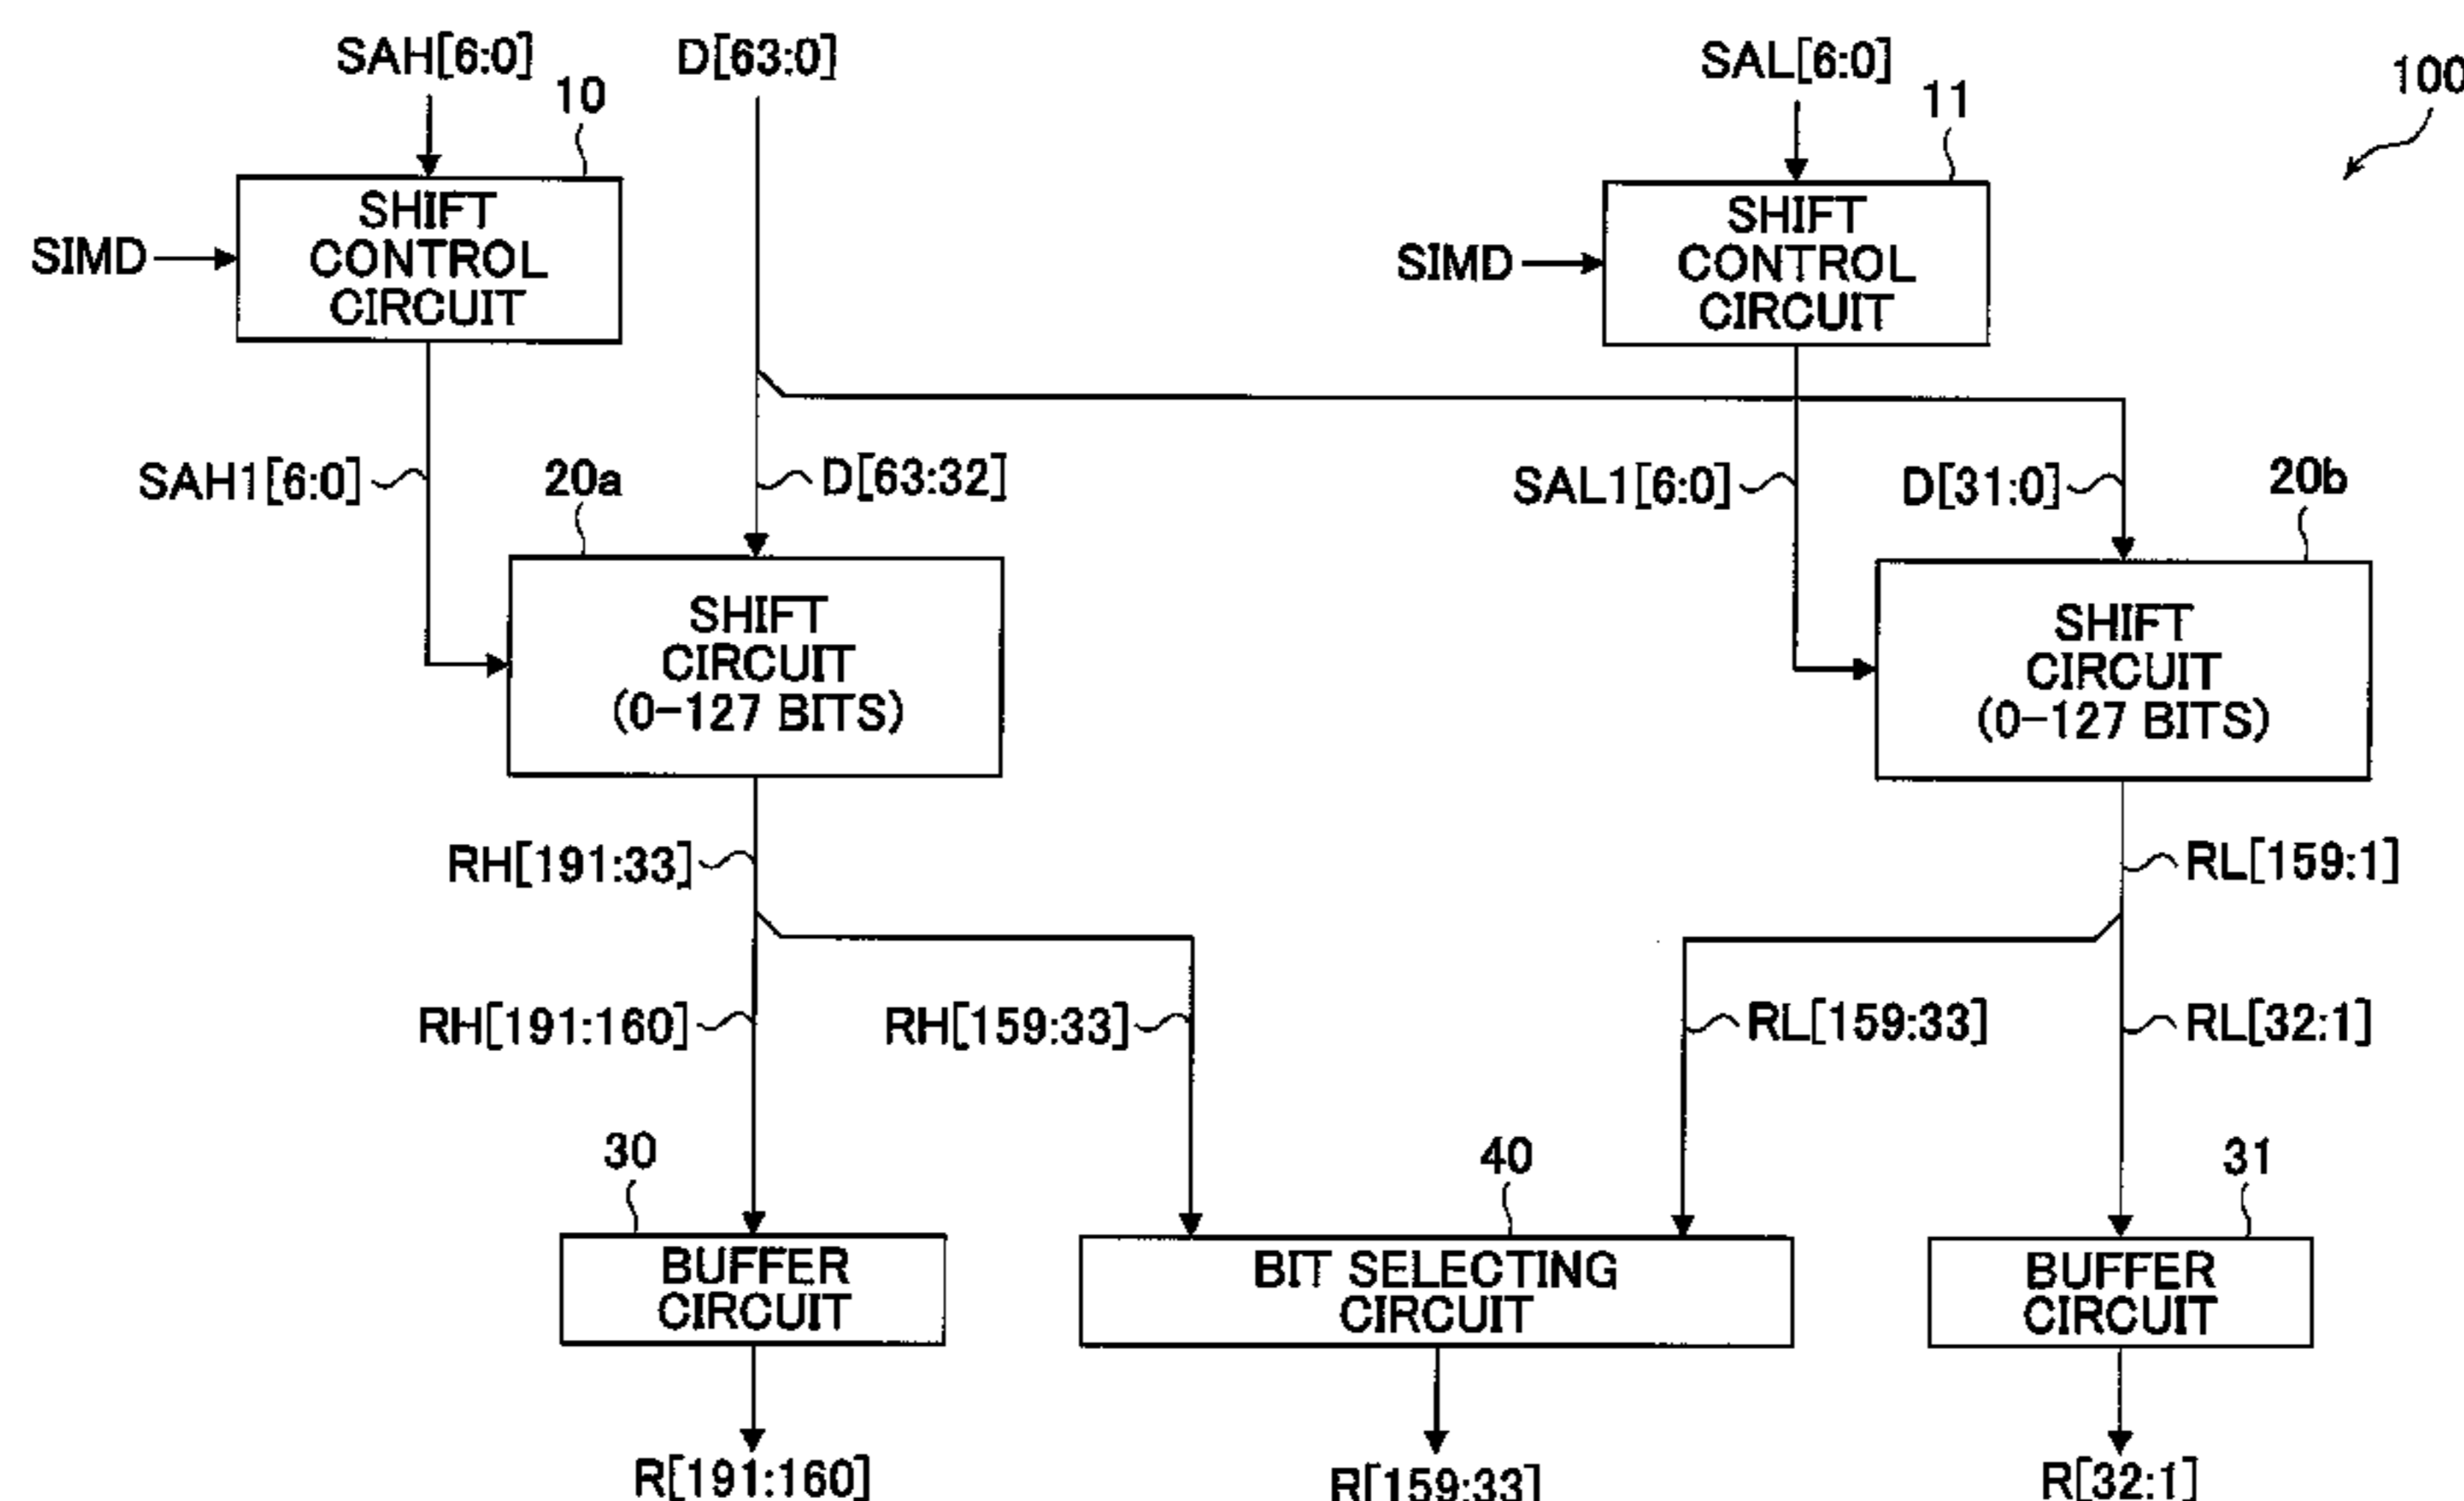 SAH[6:0]
D[63:0]
SAL[6:0]
100
10
11
SIMD
SHIFT
CONTROL
CIRCUIT
SIMD
SHIFT
CONTROL
CIRCUIT
SAH1[6:0]
20a
D[63:32]
SAL1[6:0]
D[31:0]
20b
SHIFT
CIRCUIT
(0-127 BITS)
SHIFT
CIRCUIT
(0-127 BITS)
RH[191:33]
RL[159:1]
RH[191:160]
RH[159:33]
RL[159:33]
RL[32:1]
30
40
31
BUFFER
CIRCUIT
BIT SELECTING
CIRCUIT
BUFFER
CIRCUIT
R[191:160]
R[159:33]
R[32:1]